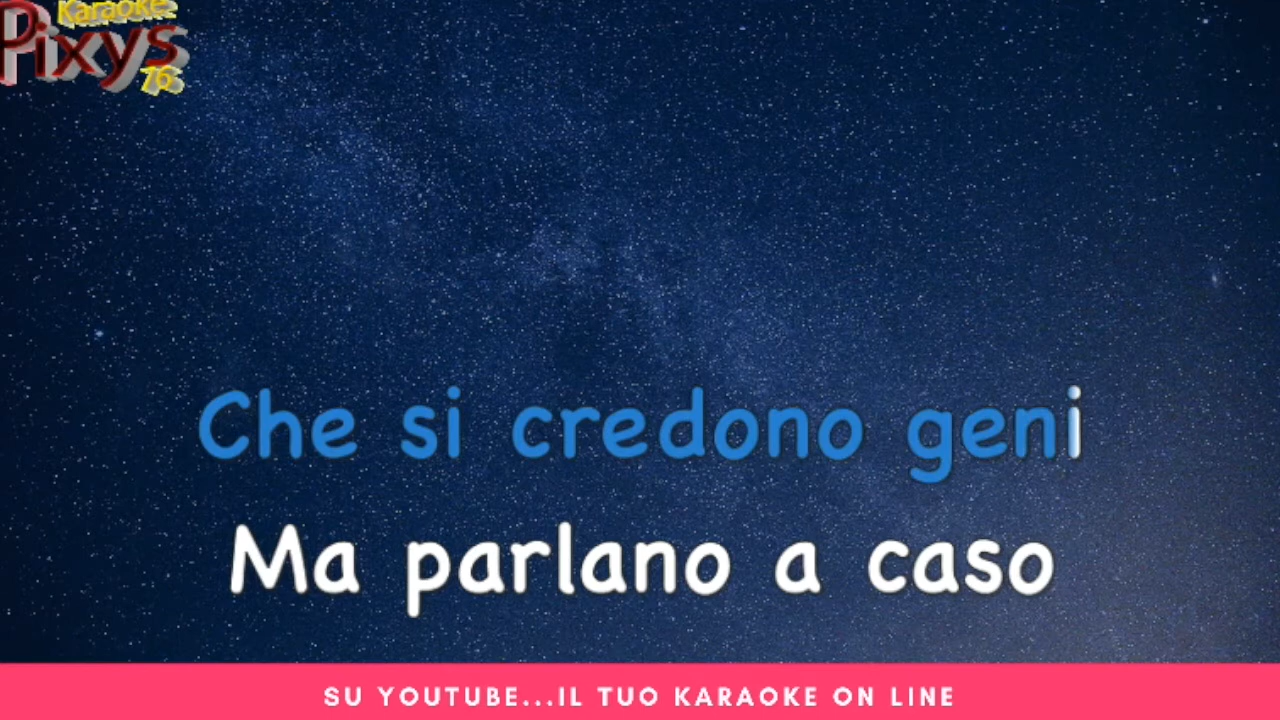 Karaoke
Pixys
76
Che si credono geni
Ma parlano a caso
SU YOUTUBE...IL TUO KARAOKE ON LINE